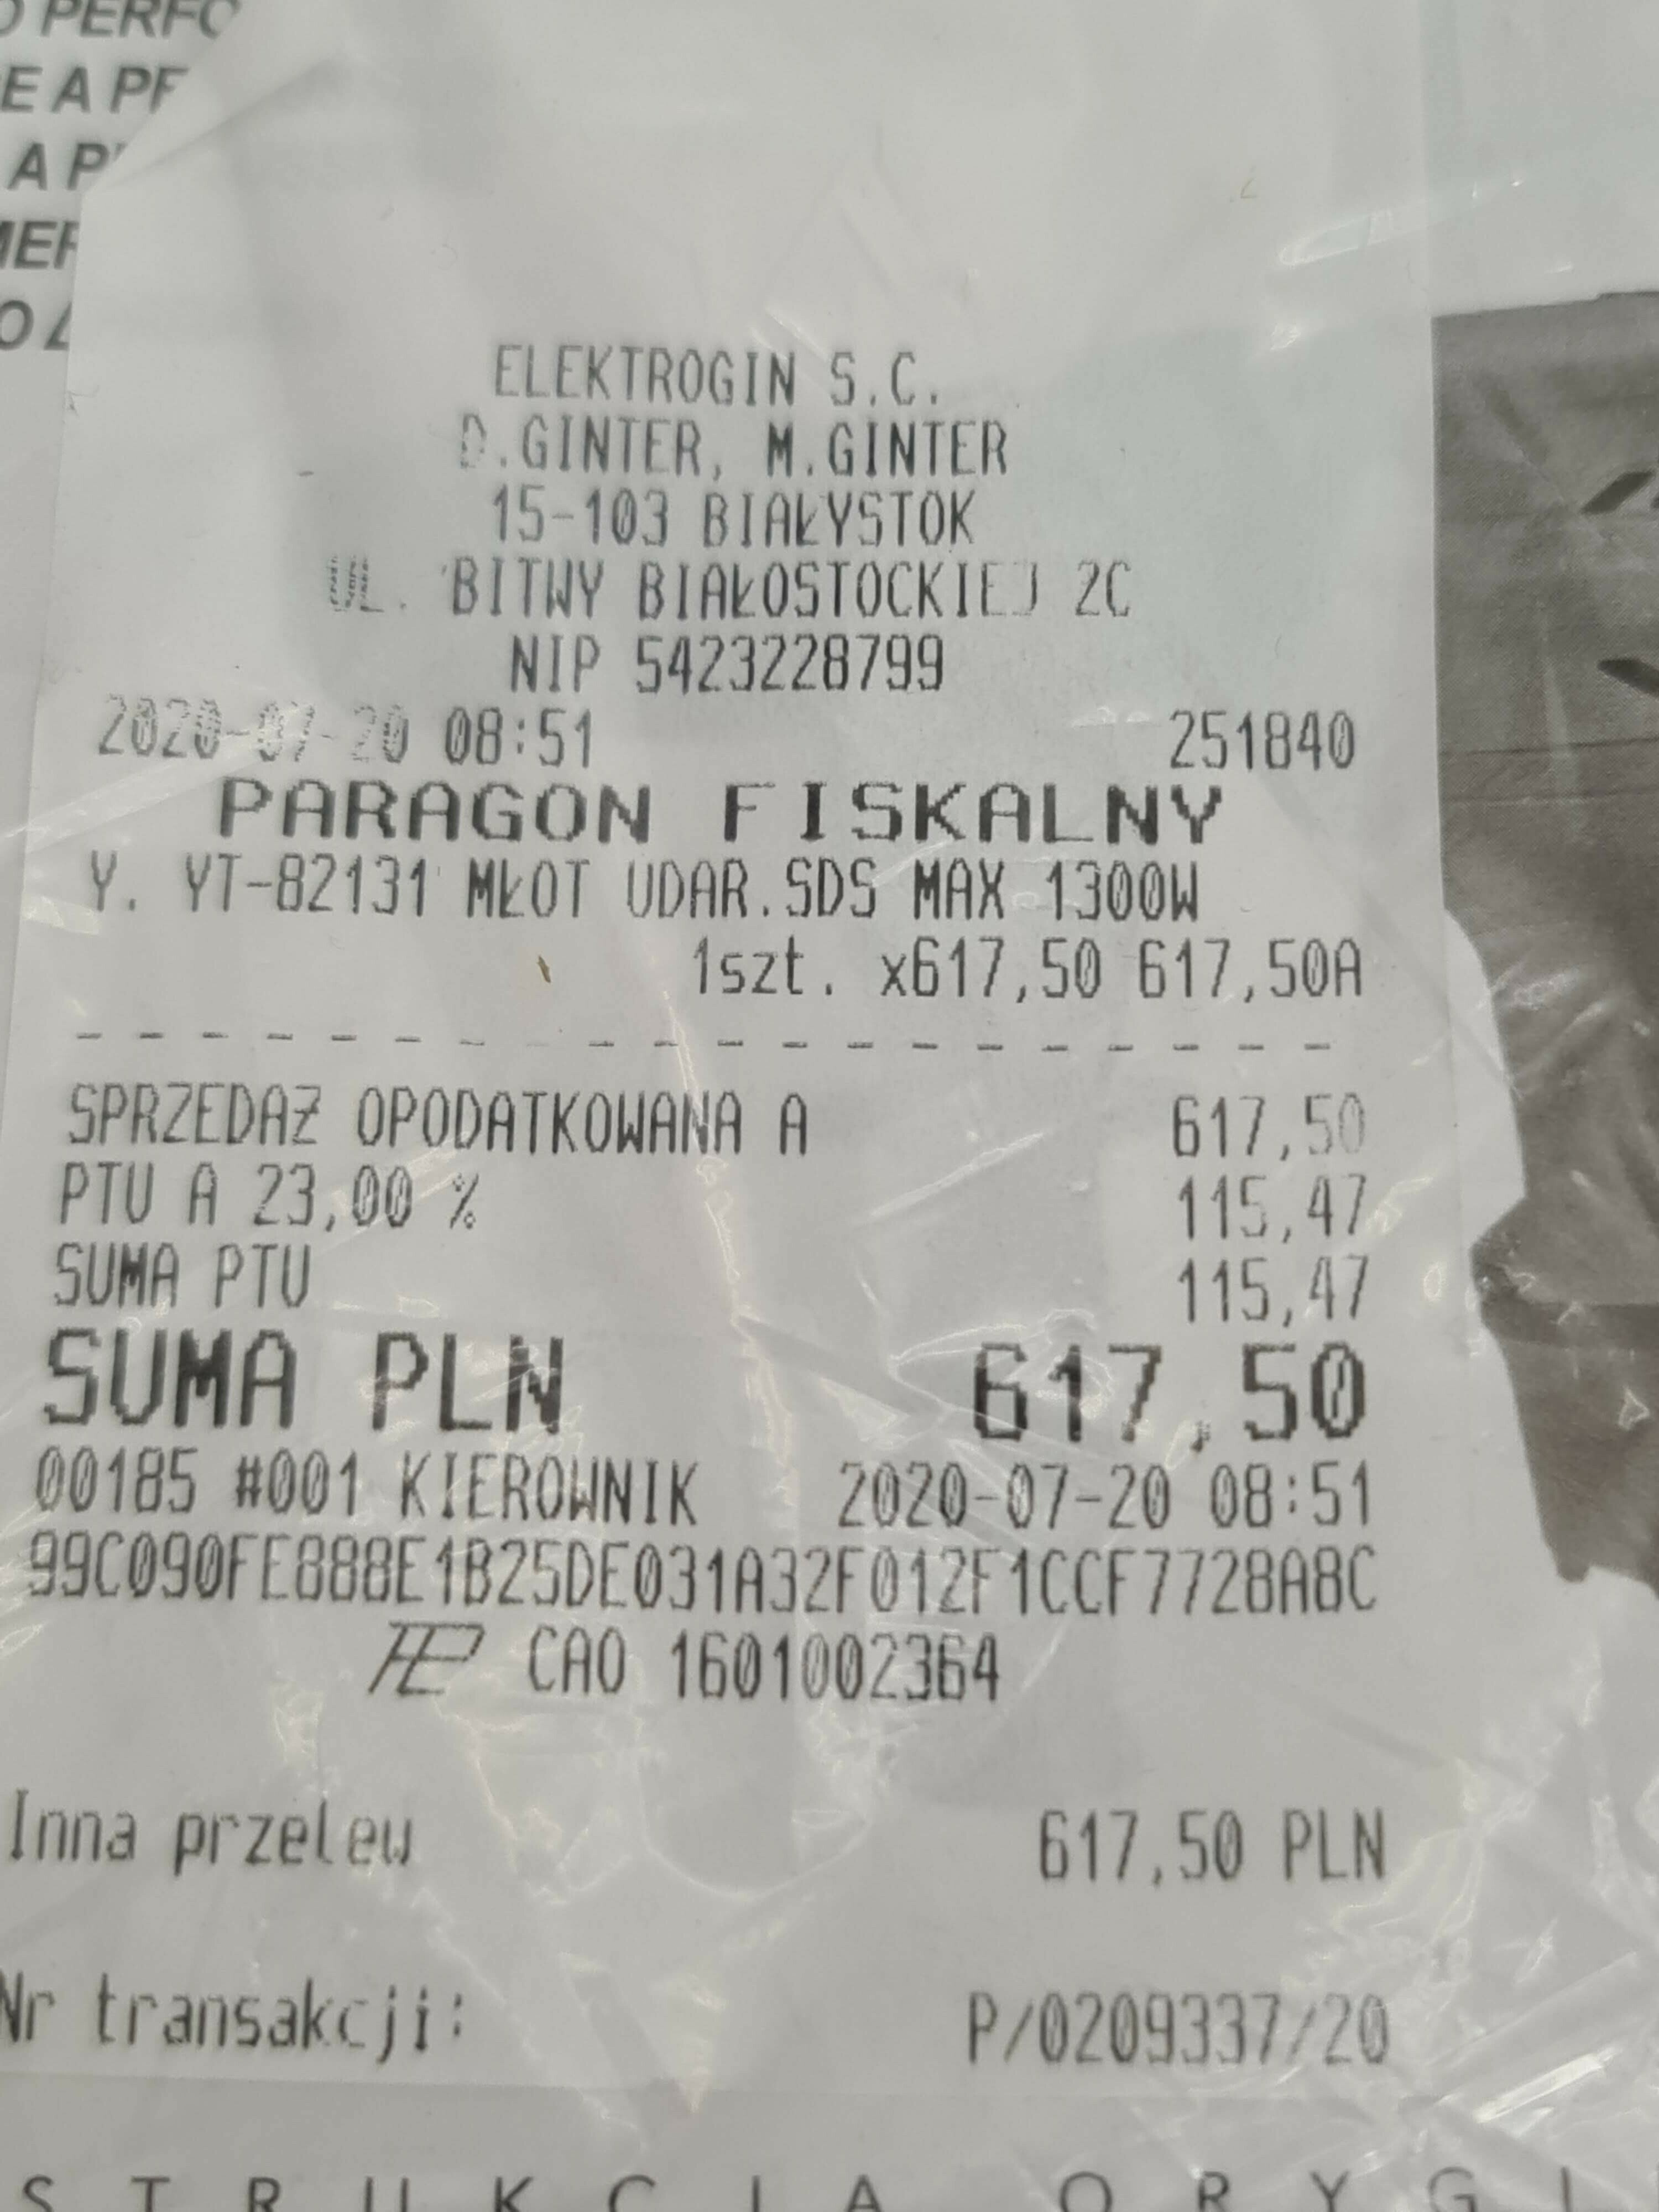 O PERFO
E A PF
A P
MER
ELEKTROGIN S.C.
D.GINTER, M.GINTER
15-103 BIAŁYSTOK
UL. BITWY BIAŁOSTOCKIEJ 2C
NIP 5423228799
2020-07-20 08:51 251840
PARAGON FISKALNY
Y. YT-82131 MŁOT UDAR.SDS MAX 1300W
1szt. x617,50 617,50A
- - - - - - - - - - - - - - - - - - - -
SPRZEDAŻ OPODATKOWANA A 617,50
PTU A 23,00 % 115,47
SUMA PTU 115,47
SUMA PLN 617,50
00185 #001 KIEROWNIK 2020-07-20 08:51
99C090FE888E1B25DE031A32F012F1CCF7728A8C
CAO 1601002364
Inna przelew 617,50 PLN
Nr transakcji: P/0209337/20
S T R U K C J A O R Y G I